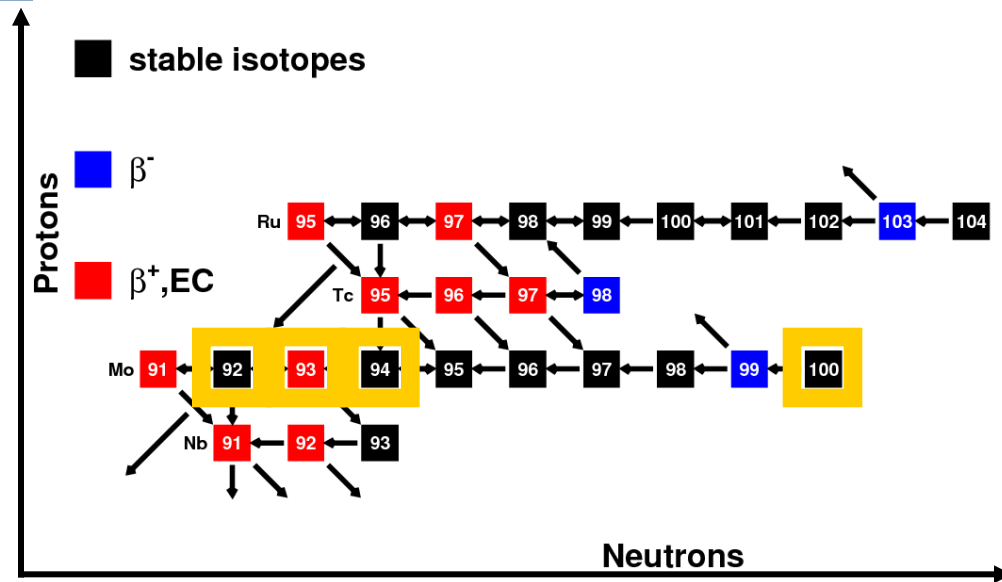 stable isotopes
β-
β+,EC
Protons
Ru 95 96 97 98 99 100 101 102 103 104
Tc 95 96 97 98
Mo 91 92 93 94 95 96 97 98 99 100
Nb 91 92 93
Neutrons